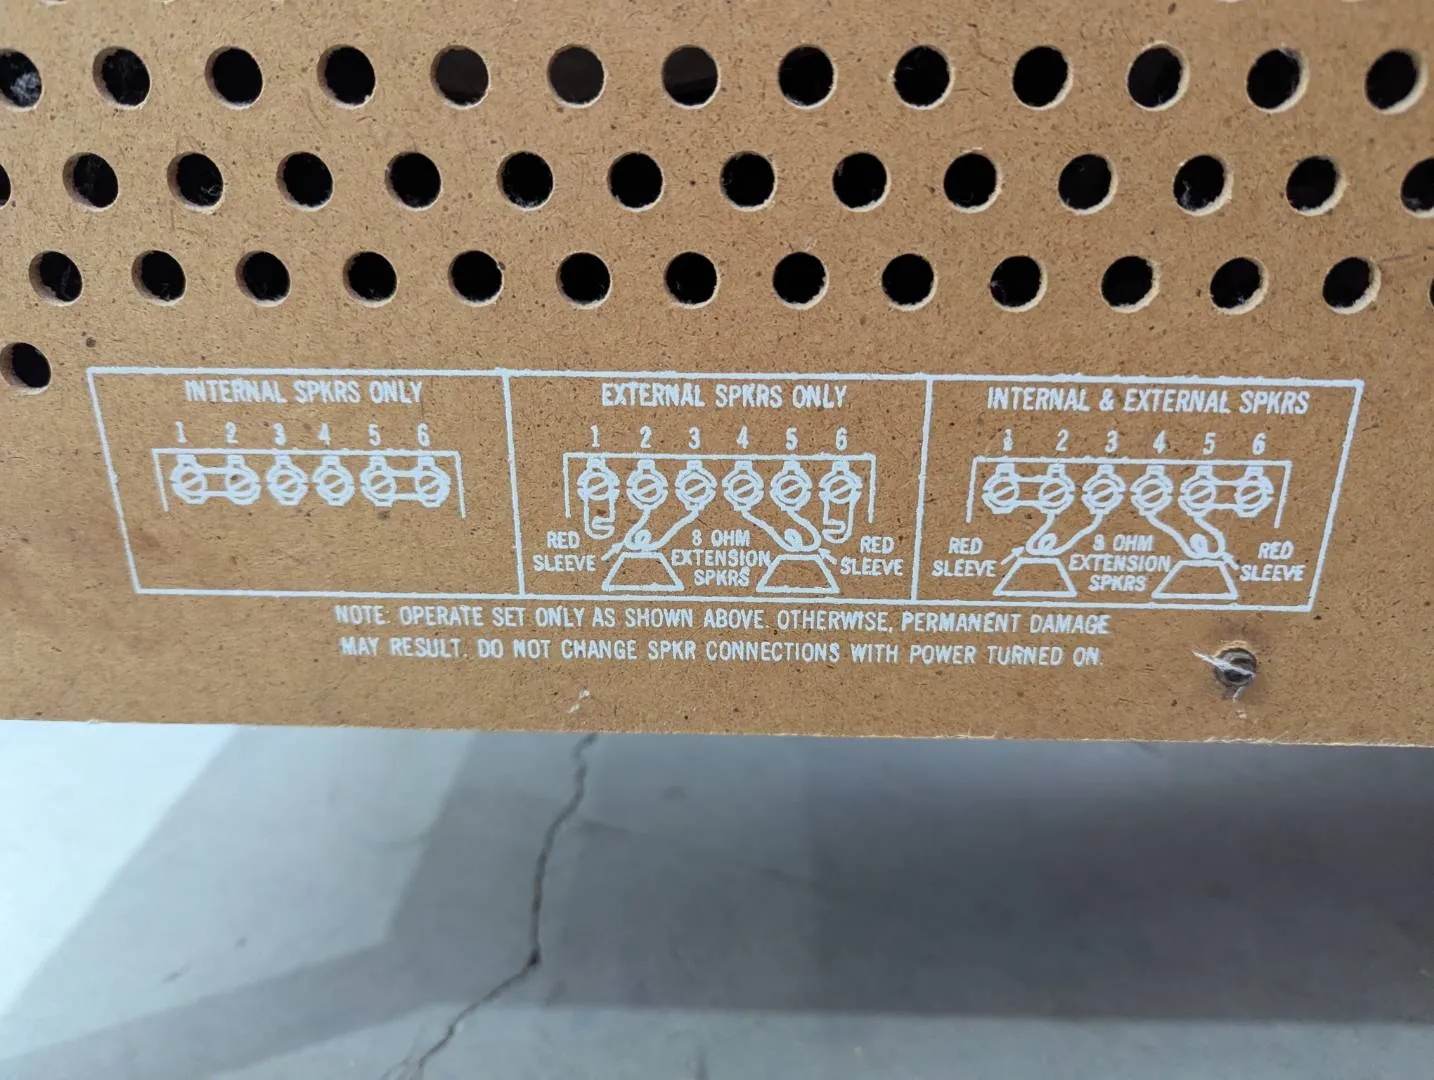 INTERNAL SPKRS ONLY
1 2 3 4 5 6
EXTERNAL SPKRS ONLY
1 2 3 4 5 6
RED
SLEEVE
8 OHM
EXTENSION
SPKRS
RED
SLEEVE
INTERNAL & EXTERNAL SPKRS
1 2 3 4 5 6
RED
SLEEVE
8 OHM
EXTENSION
SPKRS
RED
SLEEVE
NOTE: OPERATE SET ONLY AS SHOWN ABOVE. OTHERWISE, PERMANENT DAMAGE
MAY RESULT. DO NOT CHANGE SPKR CONNECTIONS WITH POWER TURNED ON.